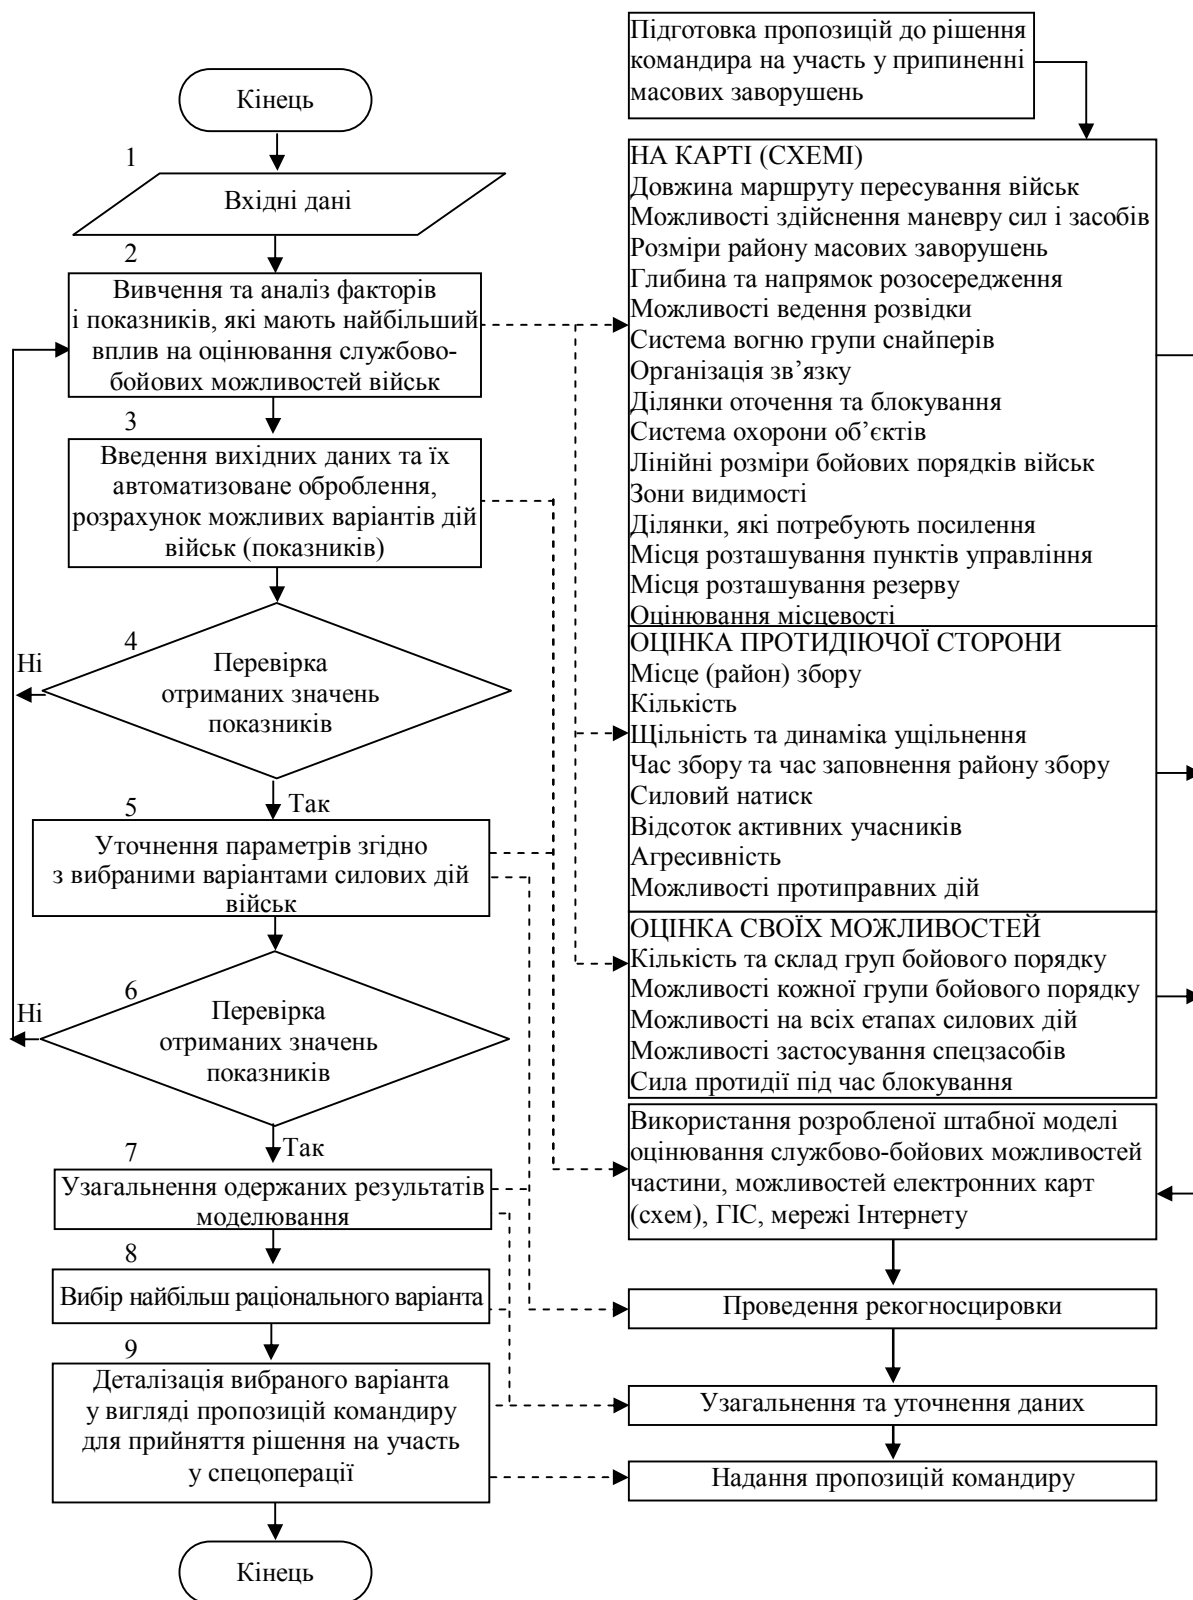 Кінець
1
Вхідні дані
2
Вивчення та аналіз факторів
і показників, які мають найбільший
вплив на оцінювання службово-
бойових можливостей військ
3
Введення вихідних даних та їх
автоматизоване оброблення,
розрахунок можливих варіантів дій
військ (показників)
4
Ні
Перевірка
отриманих значень
показників
Так
5
Уточнення параметрів згідно
з вибраними варіантами силових дій
військ
6
Ні
Перевірка
отриманих значень
показників
Так
7
Узагальнення одержаних результатів
моделювання
8
Вибір найбільш раціонального варіанта
9
Деталізація вибраного варіанта
у вигляді пропозицій командиру
для прийняття рішення на участь
у спецоперації
Кінець
Підготовка пропозицій до рішення
командира на участь у припиненні
масових заворушень
НА КАРТІ (СХЕМІ)
Довжина маршруту пересування військ
Можливості здійснення маневру сил і засобів
Розміри району масових заворушень
Глибина та напрямок розосередження
Можливості ведення розвідки
Система вогню групи снайперів
Організація зв’язку
Ділянки оточення та блокування
Система охорони об’єктів
Лінійні розміри бойових порядків військ
Зони видимості
Ділянки, які потребують посилення
Місця розташування пунктів управління
Місця розташування резерву
Оцінювання місцевості
ОЦІНКА ПРОТИДІЮЧОЇ СТОРОНИ
Місце (район) збору
Кількість
Щільність та динаміка ущільнення
Час збору та час заповнення району збору
Силовий натиск
Відсоток активних учасників
Агресивність
Можливості протиправних дій
ОЦІНКА СВОЇХ МОЖЛИВОСТЕЙ
Кількість та склад груп бойового порядку
Можливості кожної групи бойового порядку
Можливості на всіх етапах силових дій
Можливості застосування спецзасобів
Сила протидії під час блокування
Використання розробленої штабної моделі
оцінювання службово-бойових можливостей
частини, можливостей електронних карт
(схем), ГІС, мережі Інтернету
Проведення рекогносцировки
Узагальнення та уточнення даних
Надання пропозицій командиру